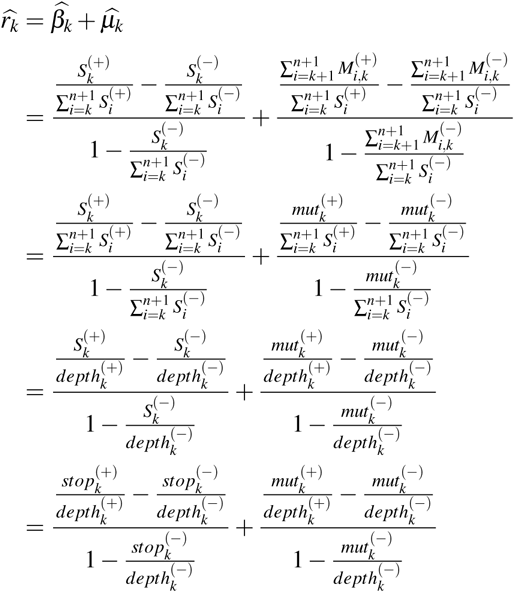 $\widehat{r_k} = \widehat{\beta_k} + \widehat{\mu_k}$
$= \frac{\frac{S_k^{(+)}}{\sum_{i=k}^{n+1} S_i^{(+)}} - \frac{S_k^{(-)}}{\sum_{i=k}^{n+1} S_i^{(-)}}}{1 - \frac{S_k^{(-)}}{\sum_{i=k}^{n+1} S_i^{(-)}}} + \frac{\frac{\sum_{i=k+1}^{n+1} M_{i,k}^{(+)}}{\sum_{i=k}^{n+1} S_i^{(+)}} - \frac{\sum_{i=k+1}^{n+1} M_{i,k}^{(-)}}{\sum_{i=k}^{n+1} S_i^{(-)}}}{1 - \frac{\sum_{i=k+1}^{n+1} M_{i,k}^{(-)}}{\sum_{i=k}^{n+1} S_i^{(-)}}}$
$= \frac{\frac{S_k^{(+)}}{\sum_{i=k}^{n+1} S_i^{(+)}} - \frac{S_k^{(-)}}{\sum_{i=k}^{n+1} S_i^{(-)}}}{1 - \frac{S_k^{(-)}}{\sum_{i=k}^{n+1} S_i^{(-)}}} + \frac{\frac{mut_k^{(+)}}{\sum_{i=k}^{n+1} S_i^{(+)}} - \frac{mut_k^{(-)}}{\sum_{i=k}^{n+1} S_i^{(-)}}}{1 - \frac{mut_k^{(-)}}{\sum_{i=k}^{n+1} S_i^{(-)}}}$
$= \frac{\frac{S_k^{(+)}}{depth_k^{(+)}} - \frac{S_k^{(-)}}{depth_k^{(-)}}}{1 - \frac{S_k^{(-)}}{depth_k^{(-)}}} + \frac{\frac{mut_k^{(+)}}{depth_k^{(+)}} - \frac{mut_k^{(-)}}{depth_k^{(-)}}}{1 - \frac{mut_k^{(-)}}{depth_k^{(-)}}}$
$= \frac{\frac{stop_k^{(+)}}{depth_k^{(+)}} - \frac{stop_k^{(-)}}{depth_k^{(-)}}}{1 - \frac{stop_k^{(-)}}{depth_k^{(-)}}} + \frac{\frac{mut_k^{(+)}}{depth_k^{(+)}} - \frac{mut_k^{(-)}}{depth_k^{(-)}}}{1 - \frac{mut_k^{(-)}}{depth_k^{(-)}}}$